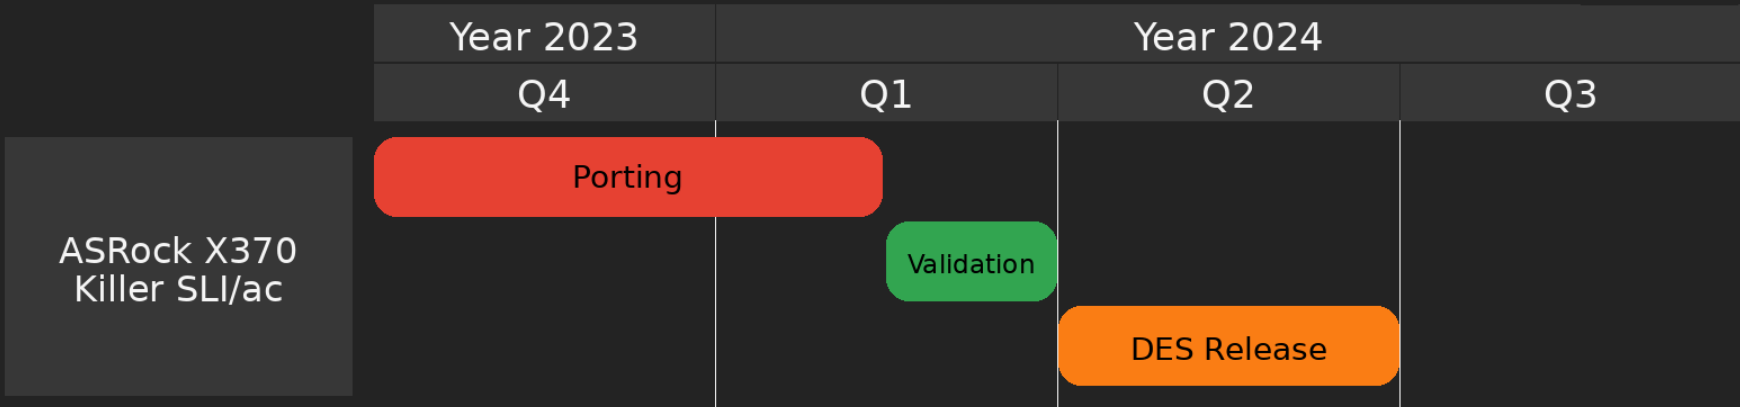 Year 2023
Year 2024
Q4
Q1
Q2
Q3
ASRock X370
Killer SLI/ac
Porting
Validation
DES Release